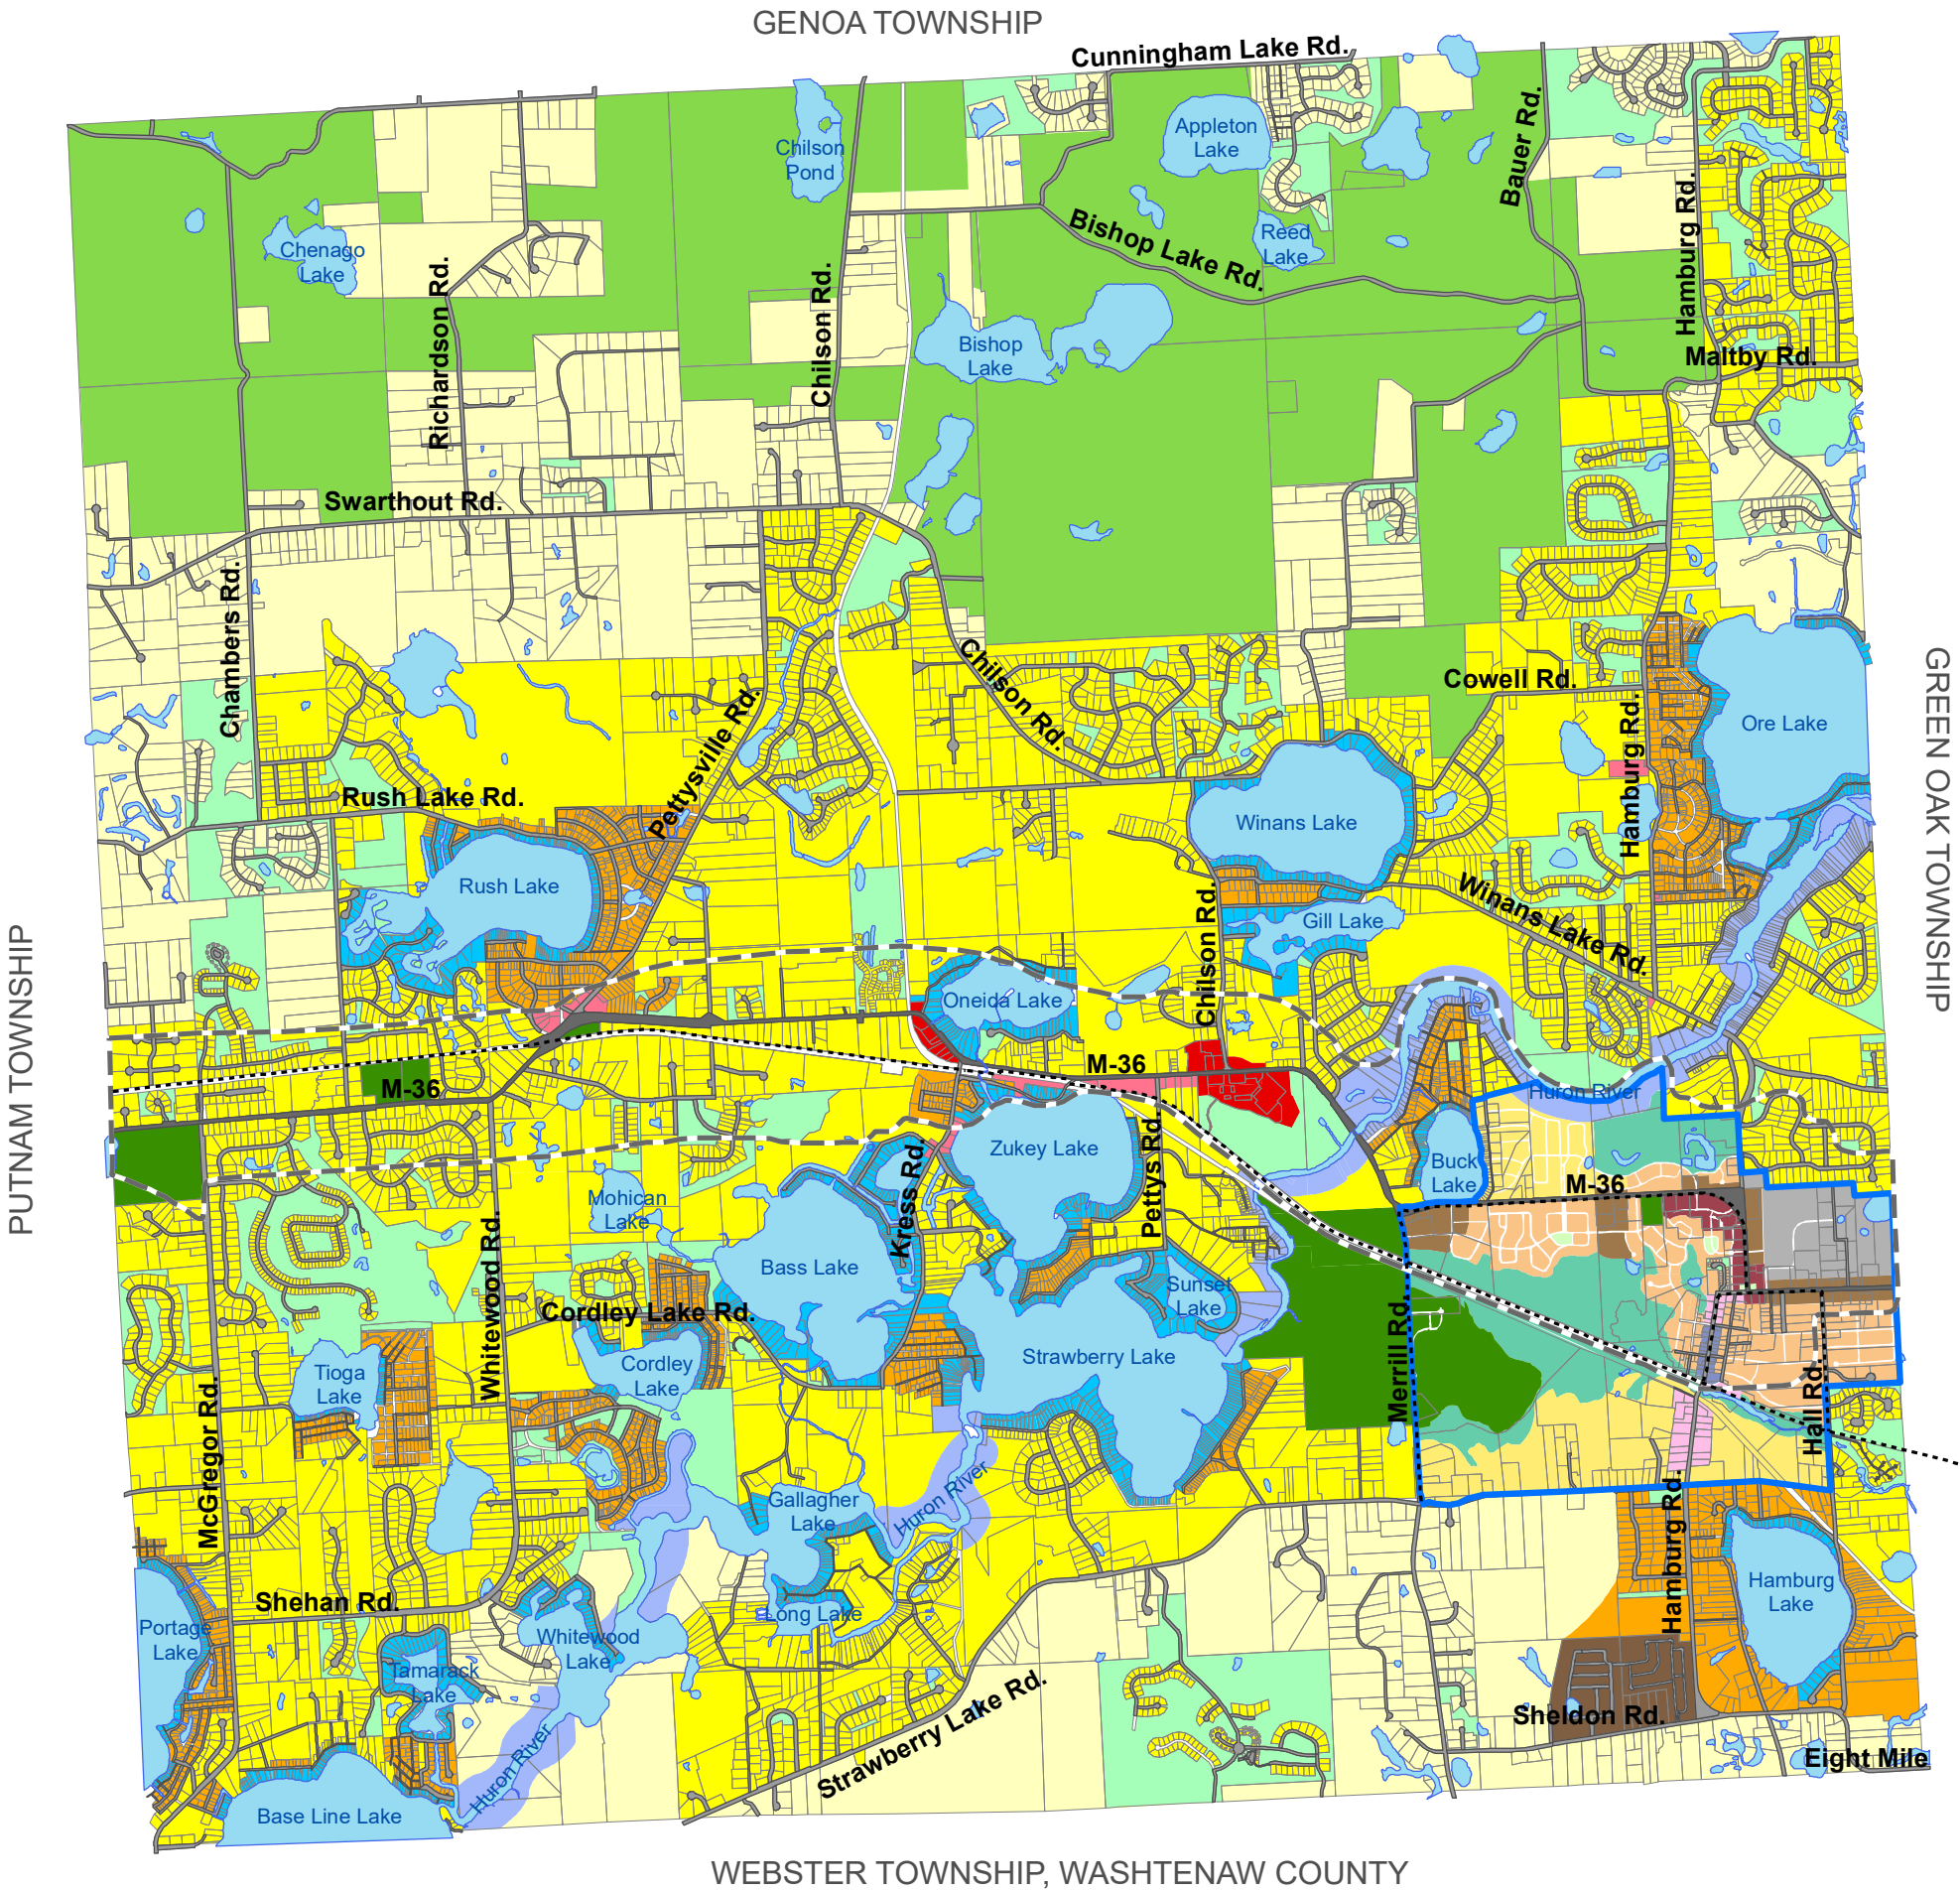 GENOA TOWNSHIP
Cunningham Lake Rd.
Chilson
Pond
Appleton
Lake
Bauer Rd.
Hamburg Rd.
Chenago
Lake
Bishop Lake Rd.
Reed
Lake
Richardson Rd.
Chilson Rd.
Bishop
Lake
Maltby Rd.
Swarthout Rd.
Chambers Rd.
Chilson Rd.
Cowell Rd.
Hamburg Rd.
Ore Lake
GREEN OAK TOWNSHIP
Pettysville Rd.
Rush Lake Rd.
Winans Lake
Rush Lake
Winans Lake Rd.
Gill Lake
Chilson Rd.
PUTNAM TOWNSHIP
Oneida Lake
M-36
M-36
Huron River
Zukey Lake
Pettys Rd.
Kress Rd.
Buck
Lake
M-36
Mohican
Lake
Whitewood Rd.
Bass Lake
Sunset
Lake
Cordley Lake Rd.
Strawberry Lake
Cordley
Lake
Tioga
Lake
Merrill Rd.
Hall Rd.
McGregor Rd.
Gallagher
Lake
Huron River
Hamburg Rd.
Hamburg
Lake
Shehan Rd.
Long Lake
Portage
Lake
Whitewood
Lake
Tamarack
Lake
Strawberry Lake Rd.
Sheldon Rd.
Huron River
Eight Mile
Base Line Lake
WEBSTER TOWNSHIP, WASHTENAW COUNTY